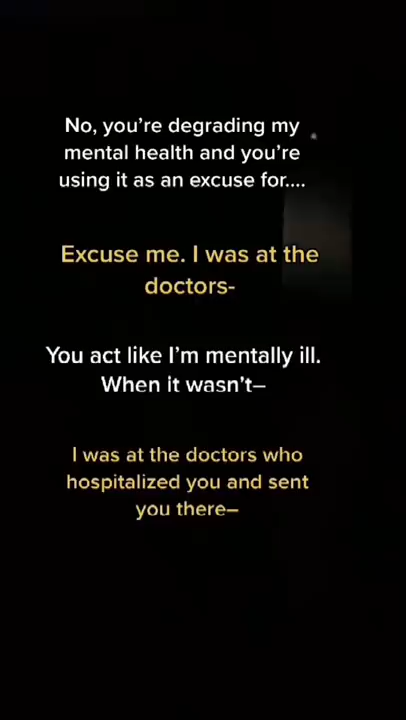 No, you’re degrading my
mental health and you’re
using it as an excuse for....
Excuse me. I was at the
doctors-
You act like I’m mentally ill.
When it wasn’t–
I was at the doctors who
hospitalized you and sent
you there–